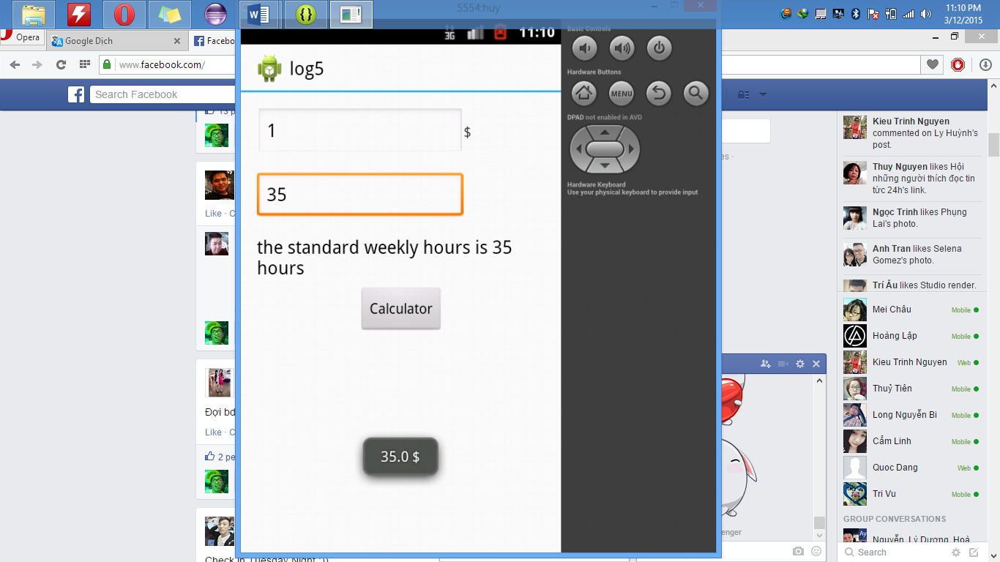 5554:huy
11:10 PM
3/12/2015
Opera
Google Dịch
Facebo
www.facebook.com/
Search Facebook
3G
11:10
log5
1
$
35
the standard weekly hours is 35
hours
Calculator
35.0 $
Basic Controls
Hardware Buttons
MENU
DPAD not enabled in AVD
Hardware Keyboard
Use your physical keyboard to provide input
13 p
Like · C
Đợi bd
Like · C
2 pe
Check in Tuesday Night :))
es ·
enger
Kieu Trinh Nguyen
commented on Ly Huỳnh's
post.
Thuy Nguyen likes Hội
những người thích đọc tin
tức 24h's link.
Ngọc Trinh likes Phụng
Lai's photo.
Anh Tran likes Selena
Gomez's photo.
Trí Âu likes Studio render.
Mei Châu
Mobile
Hoàng Lập
Mobile
Kieu Trinh Nguyen
Web
Thuỷ Tiên
Mobile
Long Nguyễn Bi
Mobile
Cẩm Linh
Mobile
Quoc Dang
Web
Tri Vu
Mobile
GROUP CONVERSATIONS
Ay
Nguyễn, Lý Dương, Hoà
Search